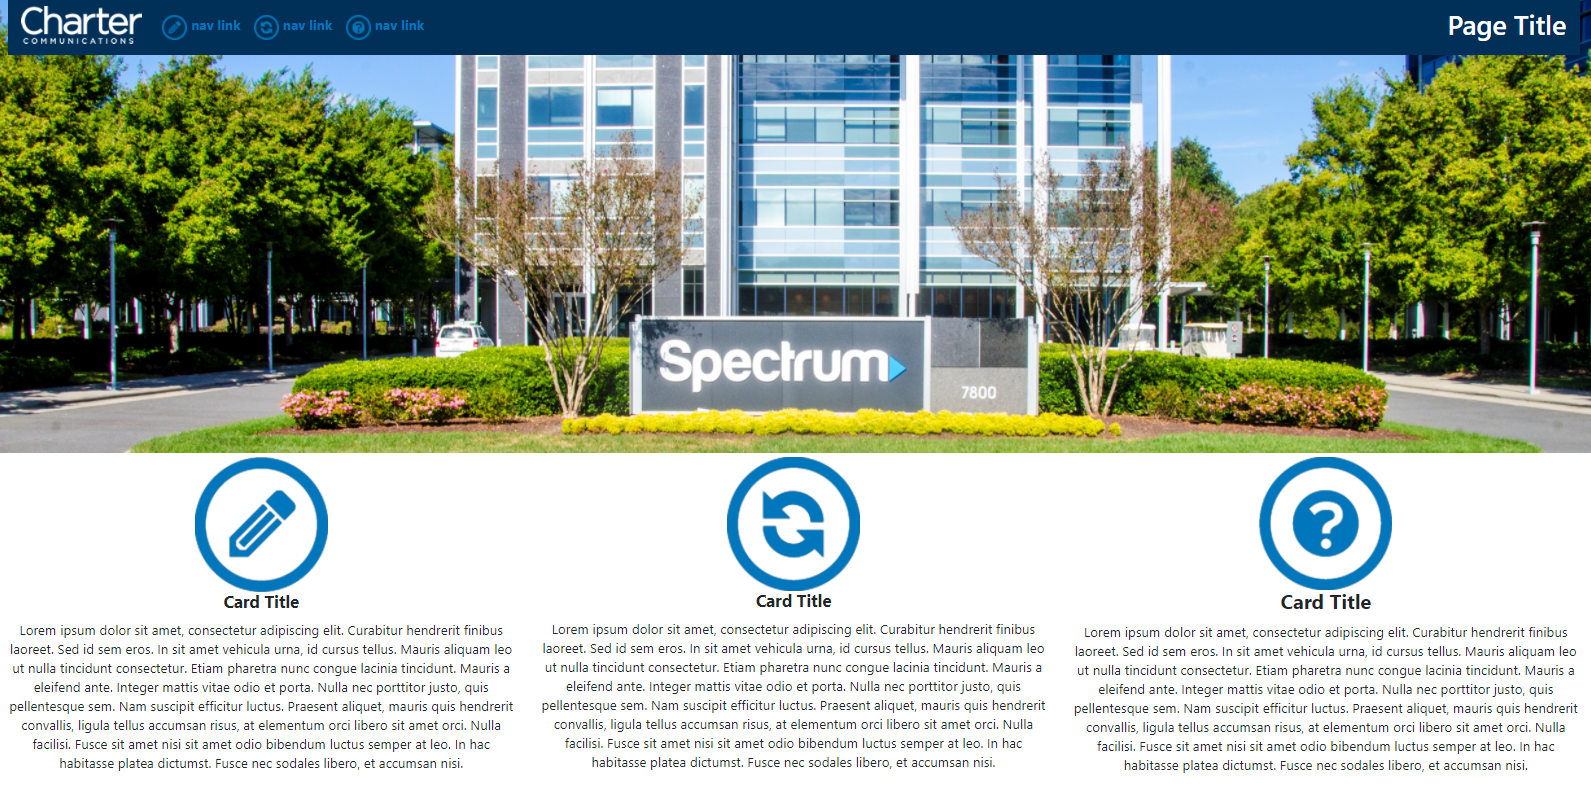 Charter
COMMUNICATIONS
nav link
nav link
nav link
Page Title
Spectrum
7800
Card Title
Lorem ipsum dolor sit amet, consectetur adipiscing elit. Curabitur hendrerit finibus
laoreet. Sed id sem eros. In sit amet vehicula urna, id cursus tellus. Mauris aliquam leo
ut nulla tincidunt consectetur. Etiam pharetra nunc congue lacinia tincidunt. Mauris a
eleifend ante. Integer mattis vitae odio et porta. Nulla nec porttitor justo, quis
pellentesque sem. Nam suscipit efficitur luctus. Praesent aliquet, mauris quis hendrerit
convallis, ligula tellus accumsan risus, at elementum orci libero sit amet orci. Nulla
facilisi. Fusce sit amet nisi sit amet odio bibendum luctus semper at leo. In hac
habitasse platea dictumst. Fusce nec sodales libero, et accumsan nisi.
Card Title
Lorem ipsum dolor sit amet, consectetur adipiscing elit. Curabitur hendrerit finibus
laoreet. Sed id sem eros. In sit amet vehicula urna, id cursus tellus. Mauris aliquam leo
ut nulla tincidunt consectetur. Etiam pharetra nunc congue lacinia tincidunt. Mauris a
eleifend ante. Integer mattis vitae odio et porta. Nulla nec porttitor justo, quis
pellentesque sem. Nam suscipit efficitur luctus. Praesent aliquet, mauris quis hendrerit
convallis, ligula tellus accumsan risus, at elementum orci libero sit amet orci. Nulla
facilisi. Fusce sit amet nisi sit amet odio bibendum luctus semper at leo. In hac
habitasse platea dictumst. Fusce nec sodales libero, et accumsan nisi.
Card Title
Lorem ipsum dolor sit amet, consectetur adipiscing elit. Curabitur hendrerit finibus
laoreet. Sed id sem eros. In sit amet vehicula urna, id cursus tellus. Mauris aliquam leo
ut nulla tincidunt consectetur. Etiam pharetra nunc congue lacinia tincidunt. Mauris a
eleifend ante. Integer mattis vitae odio et porta. Nulla nec porttitor justo, quis
pellentesque sem. Nam suscipit efficitur luctus. Praesent aliquet, mauris quis hendrerit
convallis, ligula tellus accumsan risus, at elementum orci libero sit amet orci. Nulla
facilisi. Fusce sit amet nisi sit amet odio bibendum luctus semper at leo. In hac
habitasse platea dictumst. Fusce nec sodales libero, et accumsan nisi.